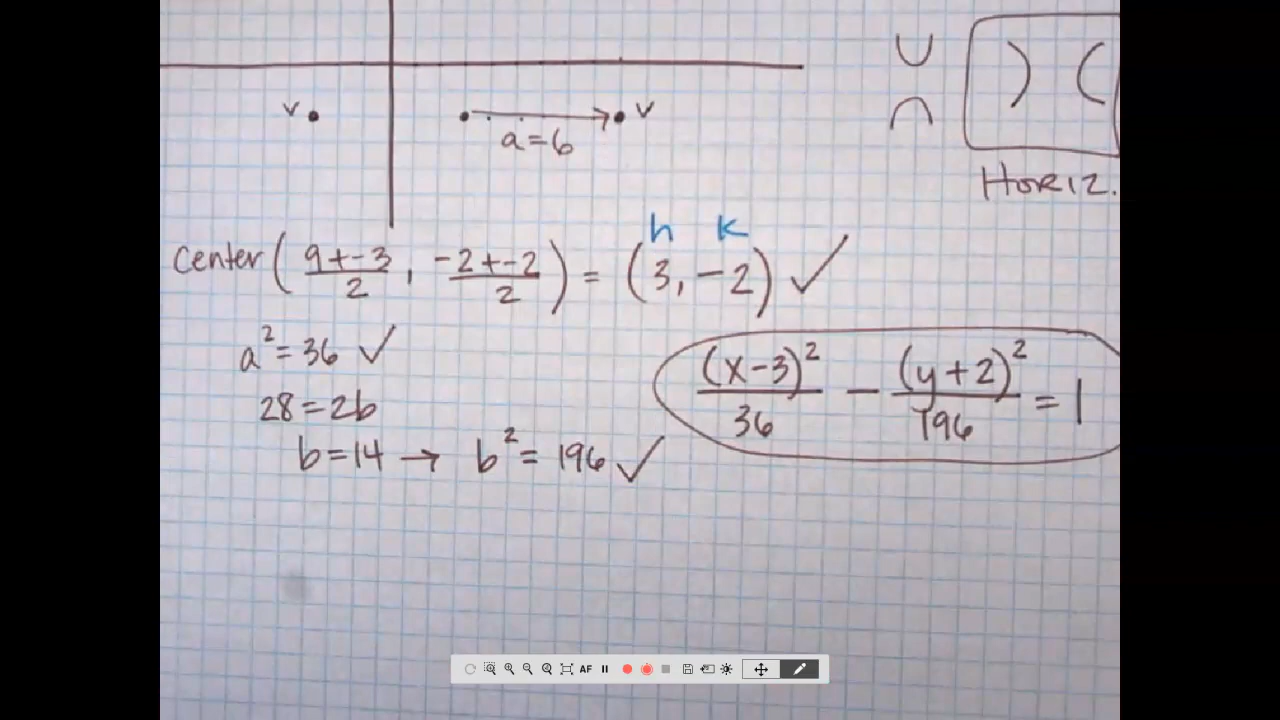 v v
a=6
HORIZ.
h k
Center ( 9+-3/2 , -2+-2/2 ) = (3, -2) ✓
a²=36 ✓
(x-3)²/36 - (y+2)²/196 = 1
28=2b
b=14 → b²= 196 ✓
AF